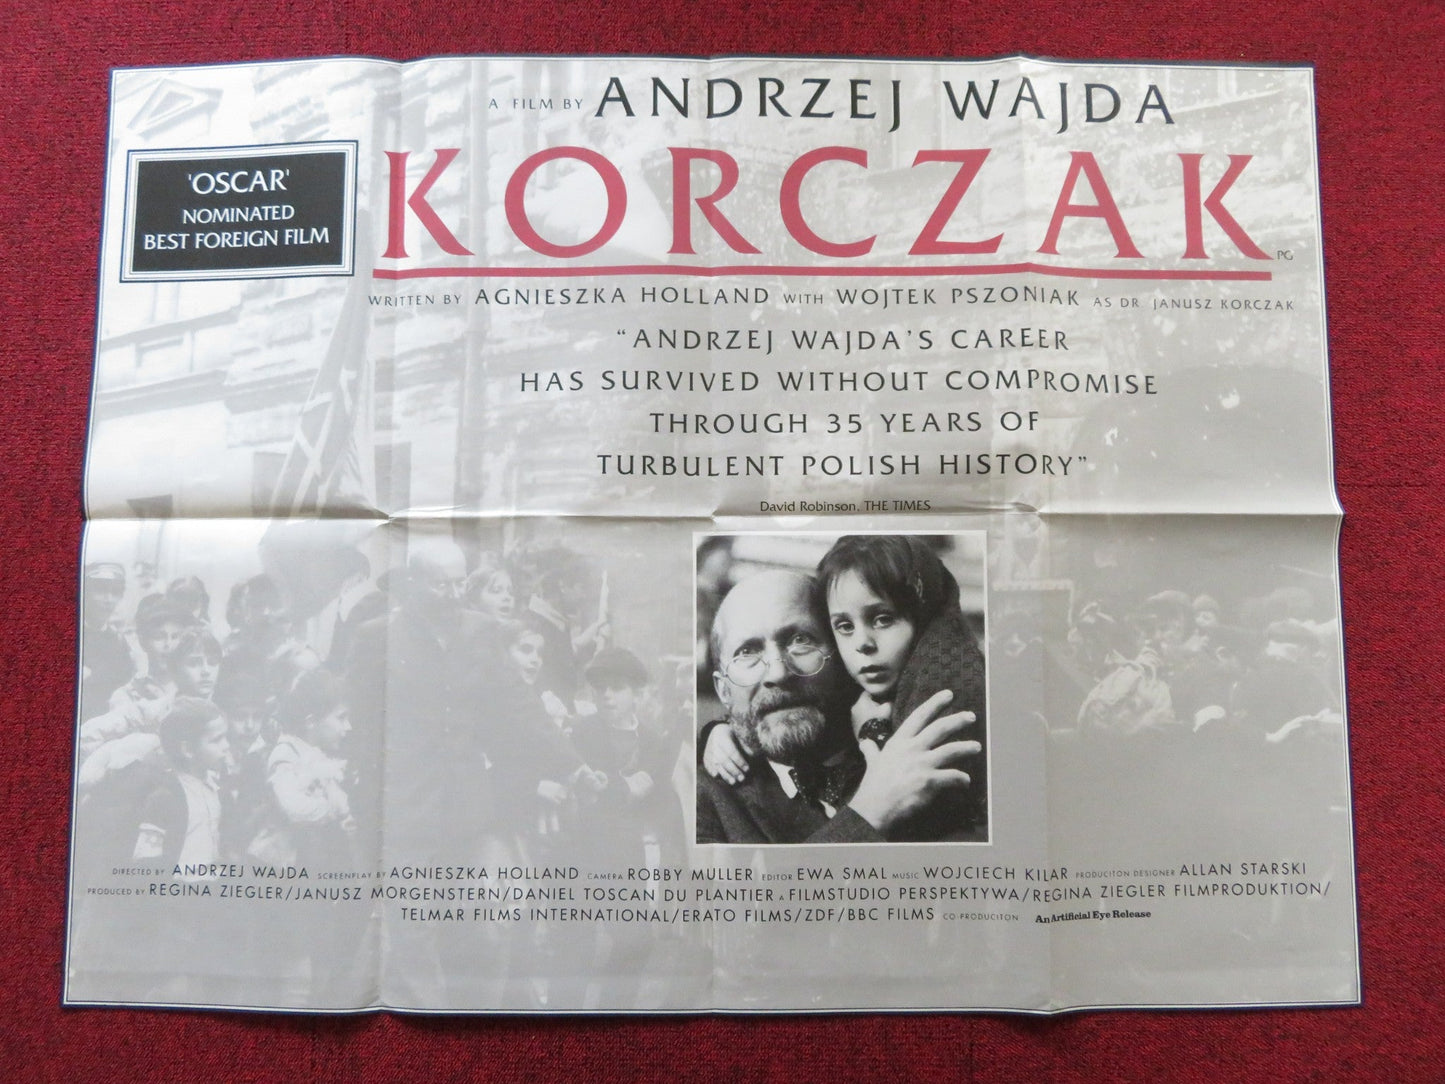 A FILM BY ANDRZEJ WAJDA
'OSCAR'
NOMINATED
BEST FOREIGN FILM
KORCZAK
PG
WRITTEN BY AGNIESZKA HOLLAND WITH WOJTEK PSZONIAK AS DR. JANUSZ KORCZAK
“ANDRZEJ WAJDA'S CAREER
HAS SURVIVED WITHOUT COMPROMISE
THROUGH 35 YEARS OF
TURBULENT POLISH HISTORY”
David Robinson, THE TIMES
DIRECTED BY ANDRZEJ WAJDA SCREENPLAY BY AGNIESZKA HOLLAND CAMERA ROBBY MULLER EDITOR EWA SMAL MUSIC WOJCIECH KILAR PRODUCITON DESIGNER ALLAN STARSKI
PRODUCED BY REGINA ZIEGLER/JANUSZ MORGENSTERN/DANIEL TOSCAN DU PLANTIER A FILMSTUDIO PERSPEKTYWA/REGINA ZIEGLER FILMPRODUKTION/
TELMAR FILMS INTERNATIONAL/ERATO FILMS/ZDF/BBC FILMS CO-PRODUCITON An Artificial Eye Release